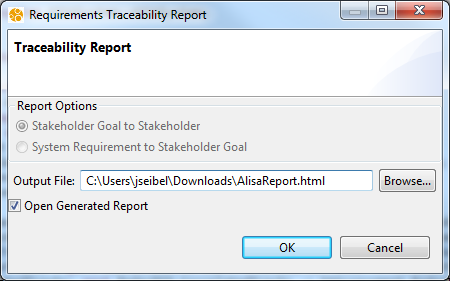 Requirements Traceability Report
Traceability Report
Report Options
Stakeholder Goal to Stakeholder
System Requirement to Stakeholder Goal
Output File: C:\Users\jseibel\Downloads\AlisaReport.html Browse...
Open Generated Report
OK Cancel